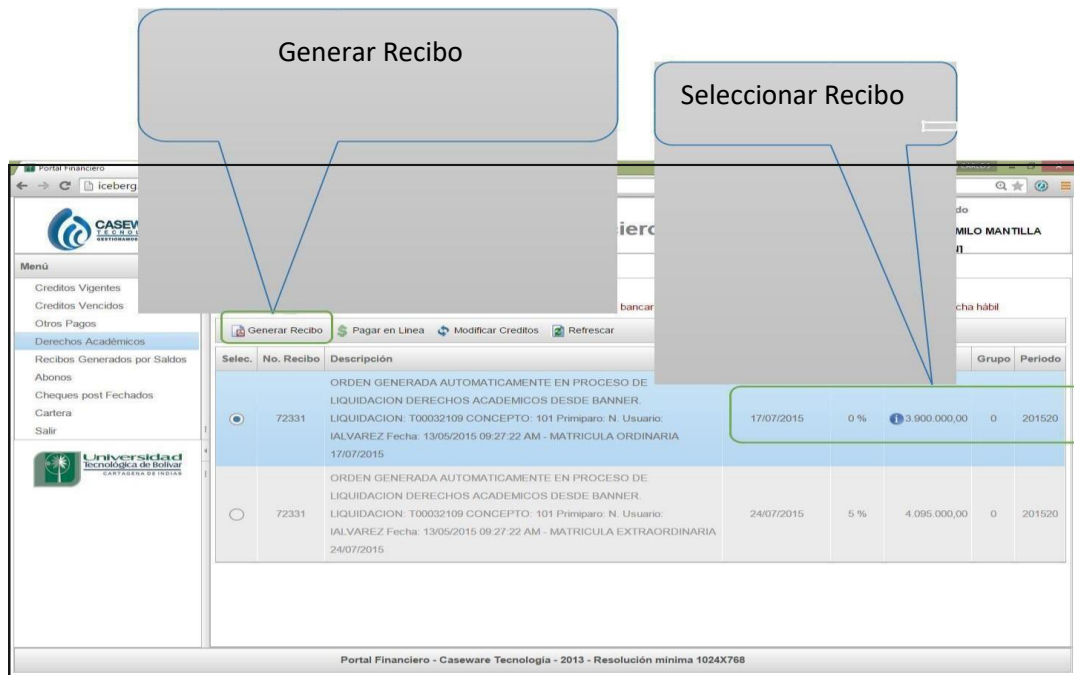 Generar Recibo
Seleccionar Recibo
Portal Financiero
iceberg.
CASEW
TECNOL
GESTIONAMOS
MILO MANTILLA
Menú
Creditos Vigentes
Creditos Vencidos
bancar
cha hábil
Otros Pagos
Generar Recibo Pagar en Linea Modificar Creditos Refrescar
Derechos Académicos
Recibos Generados por Saldos
Selec. No. Recibo Descripción Grupo Periodo
Abonos
Cheques post Fechados
Cartera
Salir
Universidad
Tecnológica de Bolívar
CARTAGENA DE INDIAS
ORDEN GENERADA AUTOMATICAMENTE EN PROCESO DE
LIQUIDACION DERECHOS ACADEMICOS DESDE BANNER.
72331 LIQUIDACION: T00032109 CONCEPTO: 101 Primiparo: N. Usuario: 17/07/2015 0 % 3.900.000,00 0 201520
IALVAREZ Fecha: 13/05/2015 09:27:22 AM - MATRICULA ORDINARIA
17/07/2015
ORDEN GENERADA AUTOMATICAMENTE EN PROCESO DE
LIQUIDACION DERECHOS ACADEMICOS DESDE BANNER.
72331 LIQUIDACION: T00032109 CONCEPTO: 101 Primiparo: N. Usuario: 24/07/2015 5 % 4.095.000,00 0 201520
IALVAREZ Fecha: 13/05/2015 09:27:22 AM - MATRICULA EXTRAORDINARIA
24/07/2015
Portal Financiero - Caseware Tecnología - 2013 - Resolución mínima 1024X768